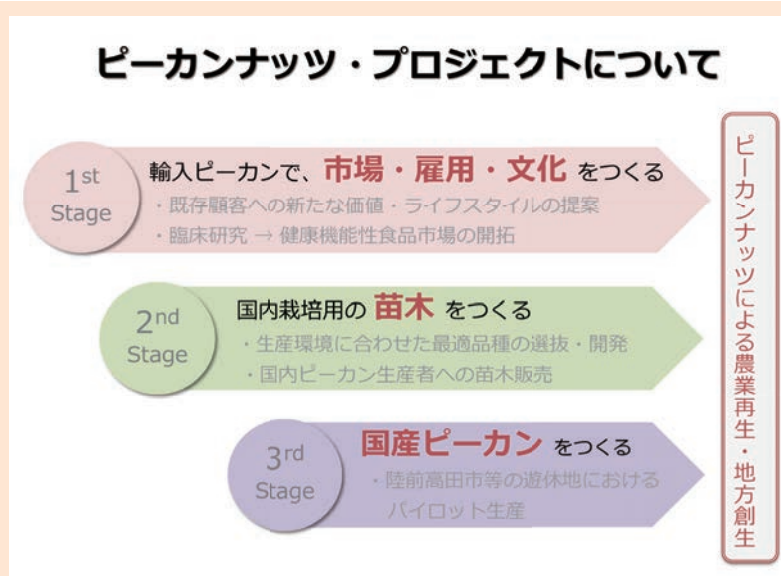 ピーカンナッツ・プロジェクトについて
1st
Stage
輸入ピーカンで、市場・雇用・文化 をつくる
・既存顧客への新たな価値・ライフスタイルの提案
・臨床研究 → 健康機能性食品市場の開拓
2nd
Stage
国内栽培用の 苗木 をつくる
・生産環境に合わせた最適品種の選抜・開発
・国内ピーカン生産者への苗木販売
3rd
Stage
国産ピーカン をつくる
・陸前高田市等の遊休地における
パイロット生産
ピーカンナッツによる農業再生・地方創生